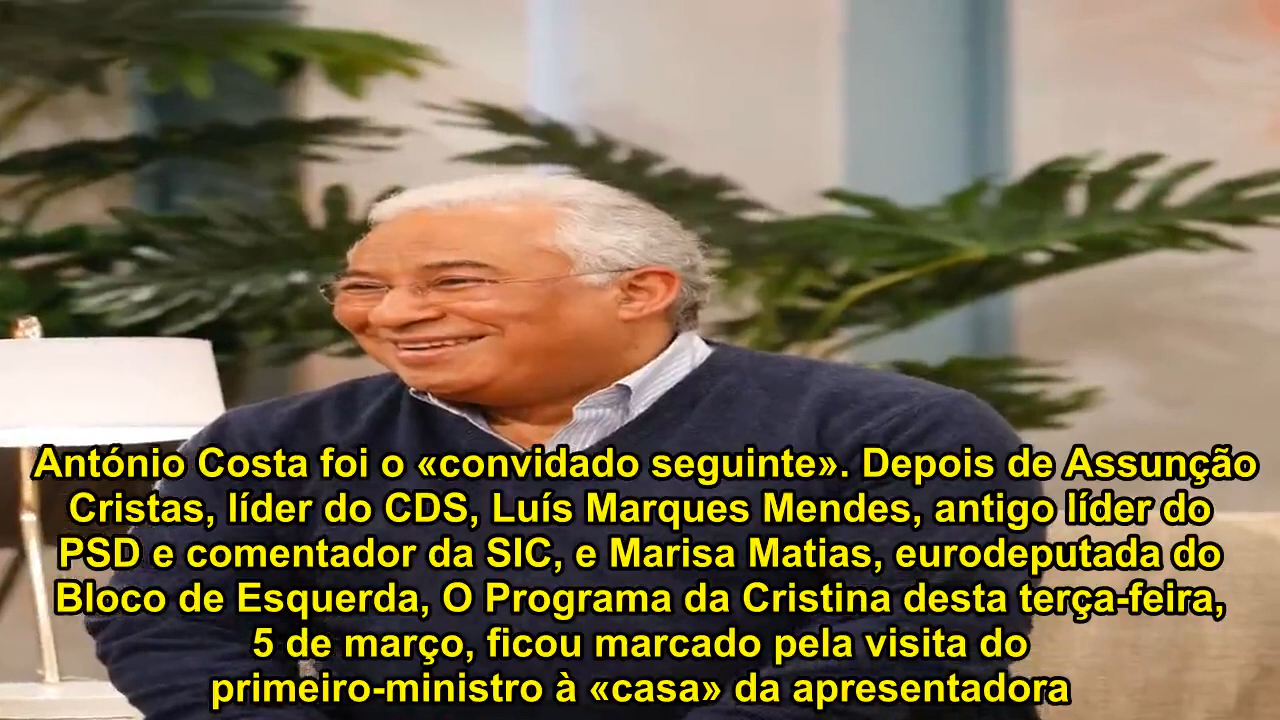 António Costa foi o «convidado seguinte». Depois de Assunção
Cristas, líder do CDS, Luís Marques Mendes, antigo líder do
PSD e comentador da SIC, e Marisa Matias, eurodeputada do
Bloco de Esquerda, O Programa da Cristina desta terça-feira,
5 de março, ficou marcado pela visita do
primeiro-ministro à «casa» da apresentadora